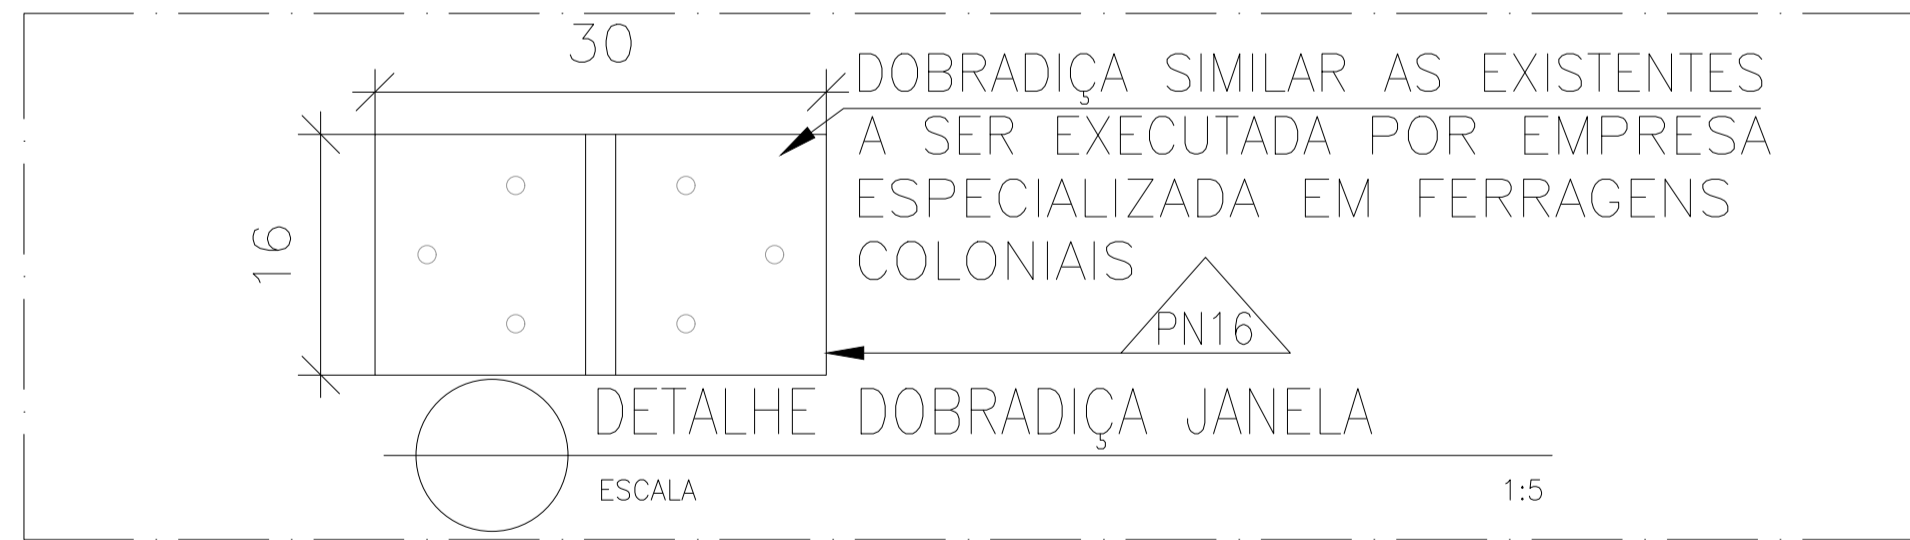 30
DOBRADIÇA SIMILAR AS EXISTENTES
A SER EXECUTADA POR EMPRESA
ESPECIALIZADA EM FERRAGENS
COLONIAIS
16
PN16
DETALHE DOBRADIÇA JANELA
ESCALA 1:5